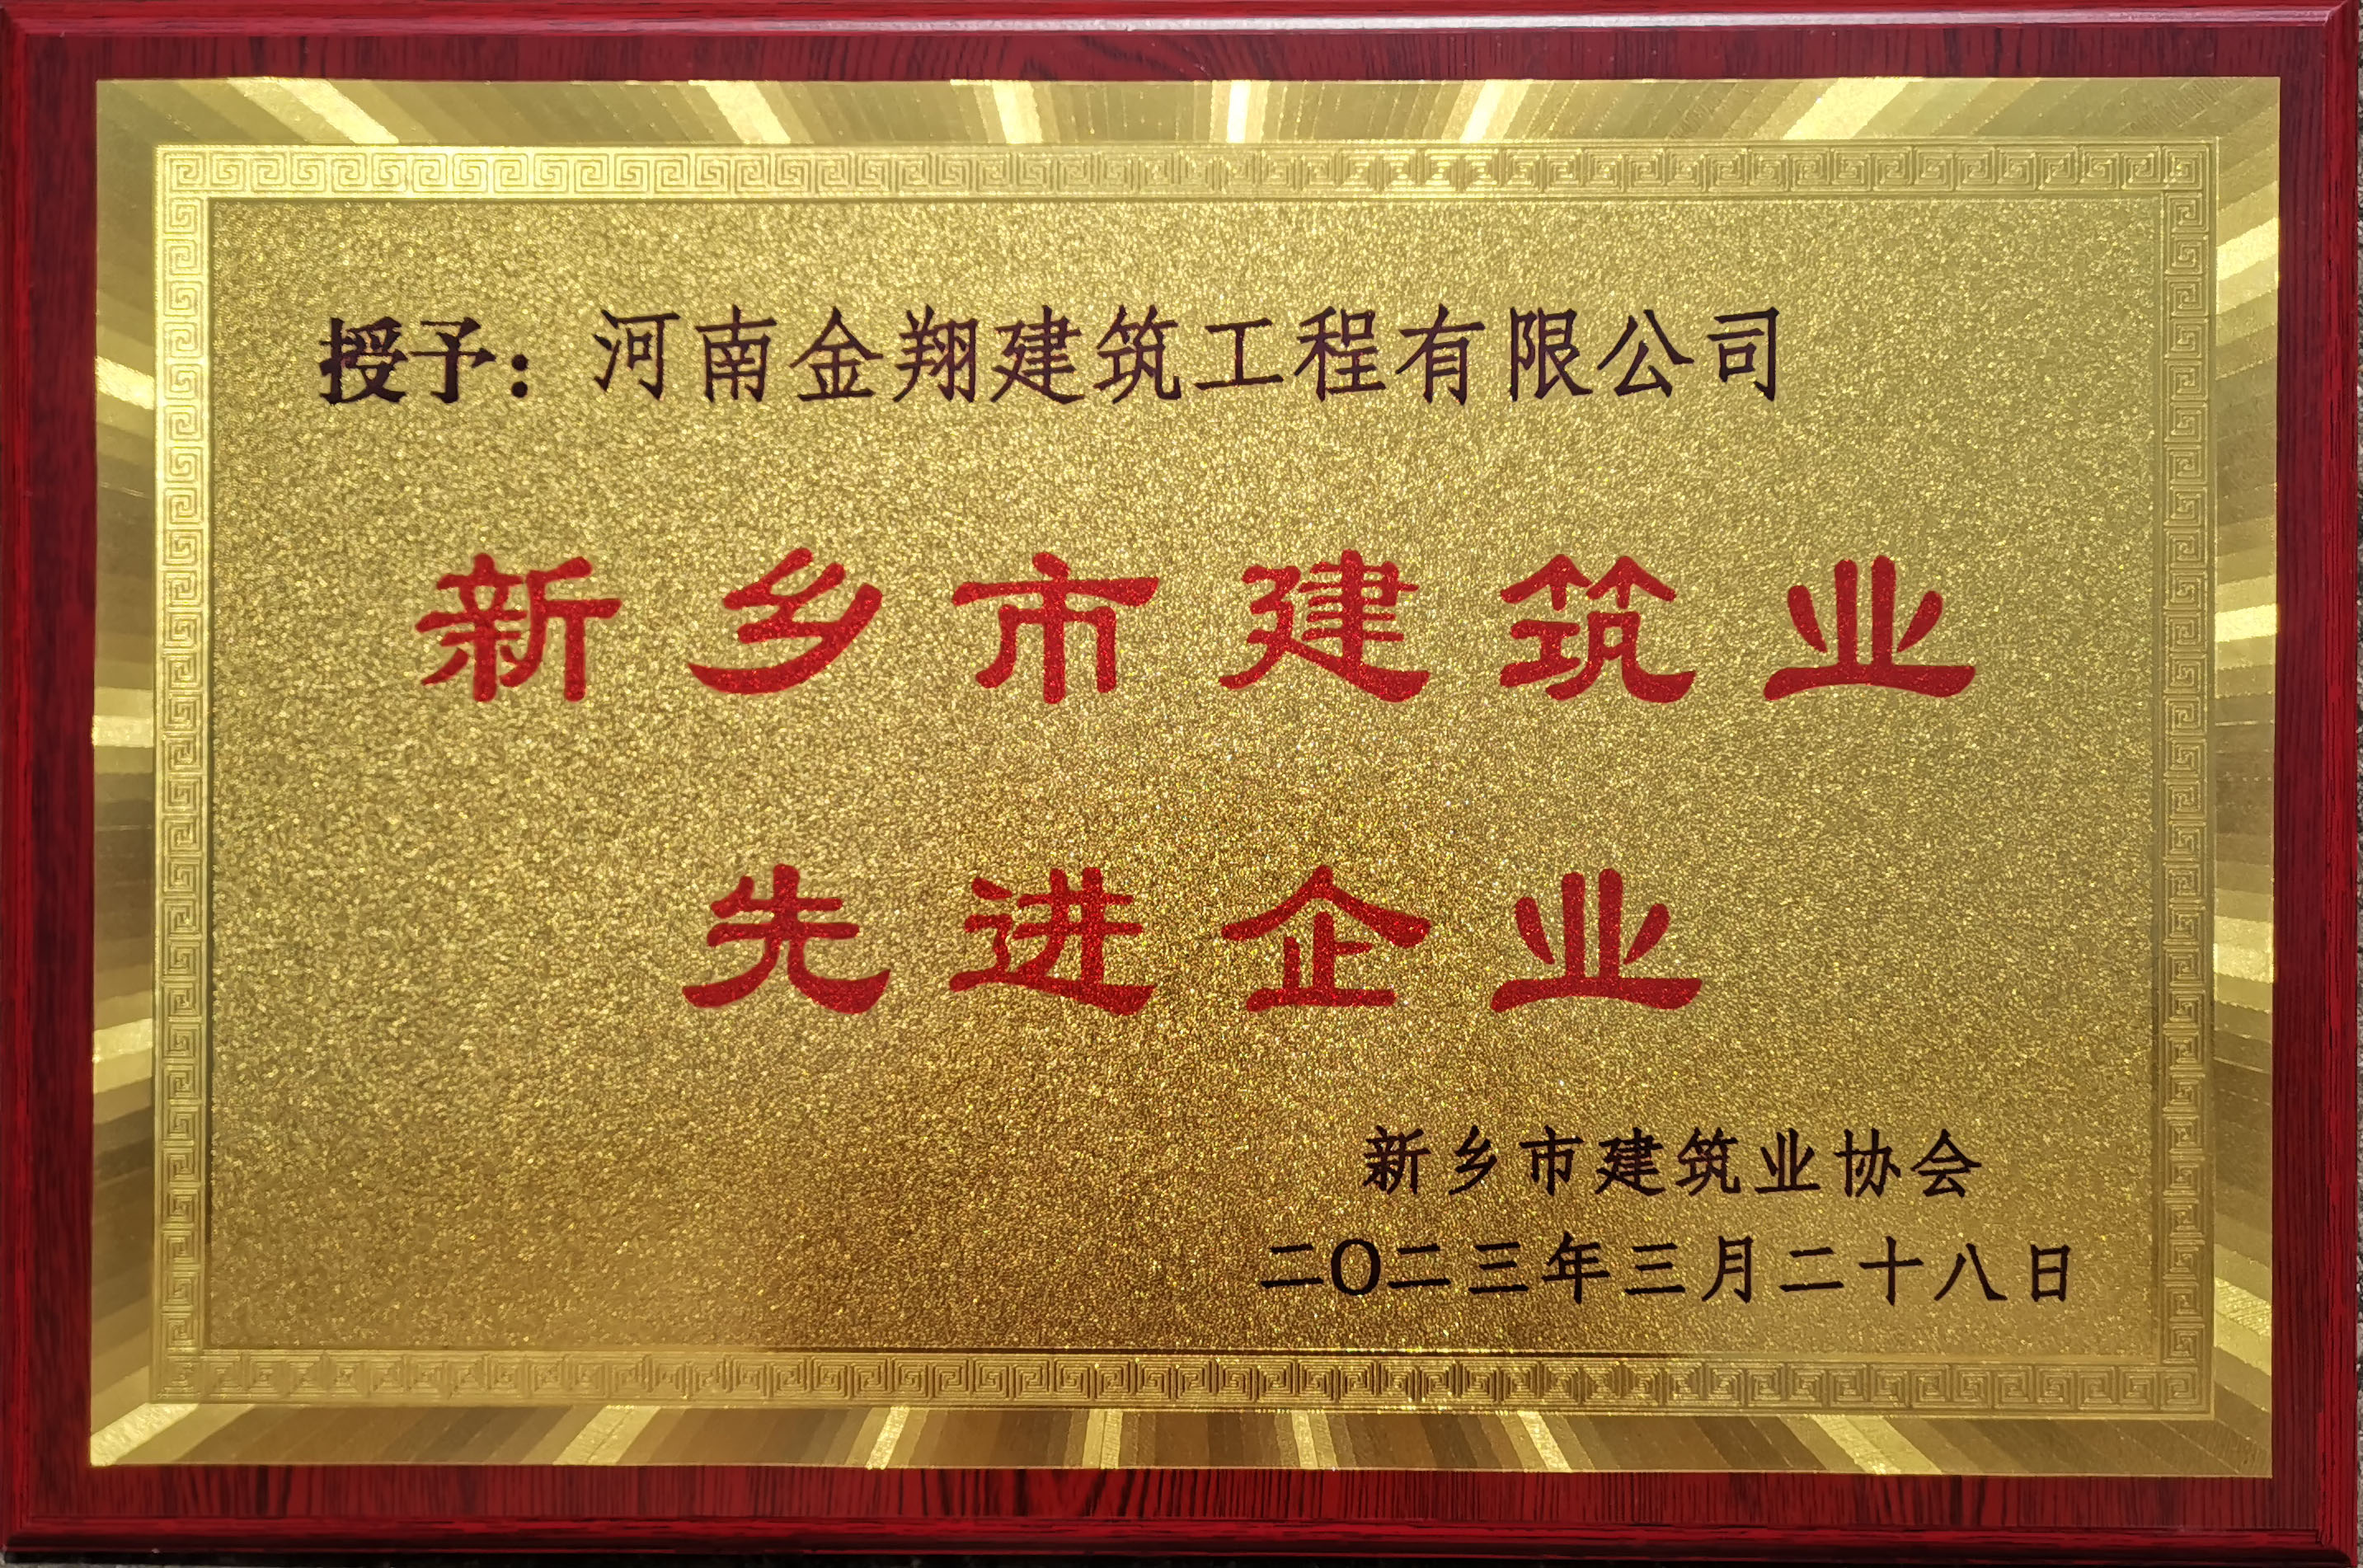 授予：河南金翔建筑工程有限公司
新乡市建筑业
先进企业
新乡市建筑业协会
二〇二三年三月二十八日